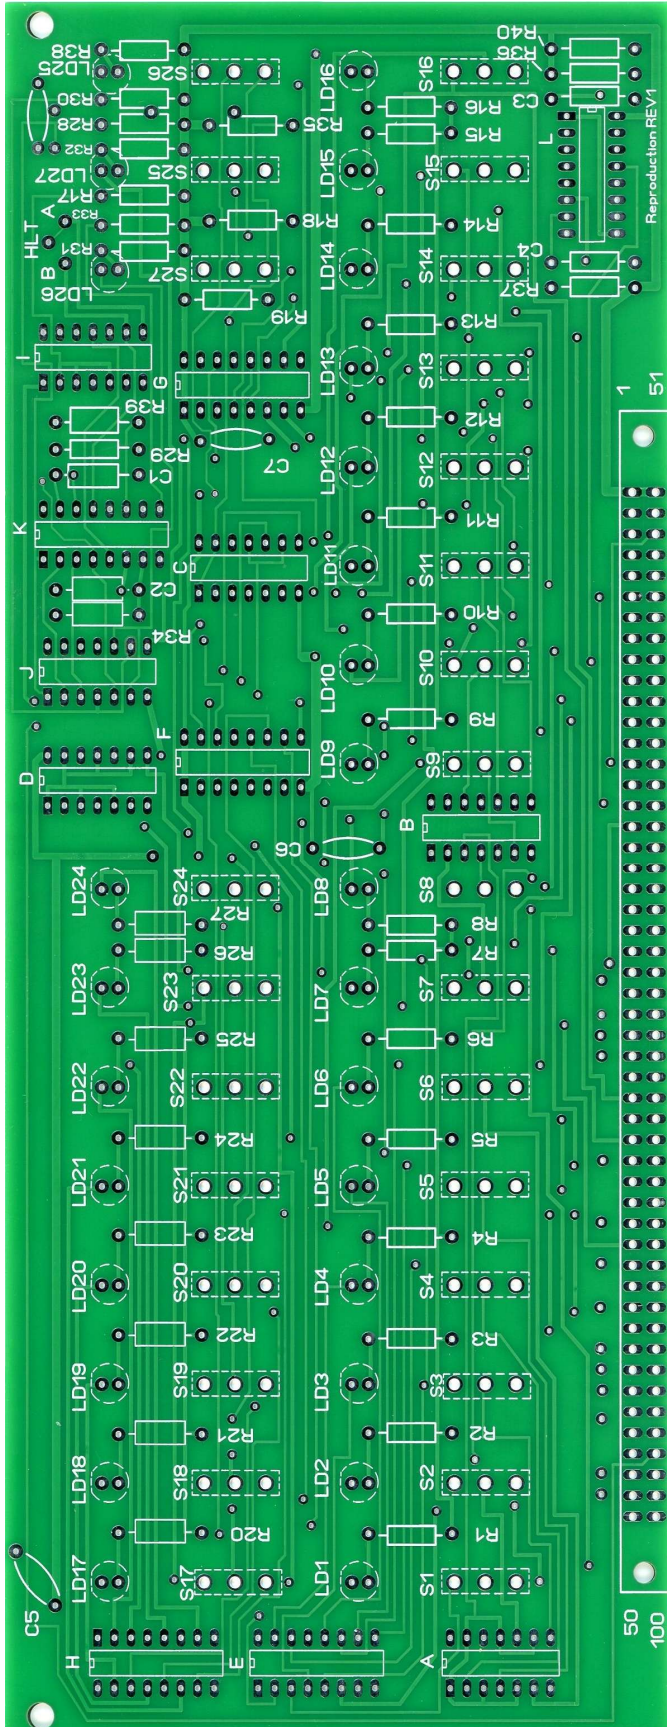 R40
R38
R36
LD25
S26
LD16
S16
R30
C3
R16
R28
R35
R15
L
R32
LD27
S25
LD15
S15
Reproduction REV1
R17
A
R33
R18
R14
HLT
R31
B
S27
LD14
S14
C4
LD26
R37
R19
R13
I
G
LD13
S13
1
51
R39
R12
R29
C7
LD12
S12
C1
K
R11
C
LD11
S11
C2
R10
R34
J
LD10
S10
R9
F
D
LD9
S9
B
C6
LD24
S24
LD8
S8
R27
R8
R26
R7
LD23
S23
LD7
S7
R25
R6
LD22
S22
LD6
S6
R24
R5
LD21
S21
LD5
S5
R23
R4
LD20
S20
LD4
S4
R22
R3
LD19
S19
LD3
S3
R21
R2
LD18
S18
LD2
S2
R20
R1
LD17
S17
LD1
S1
C5
50
100
H
E
A